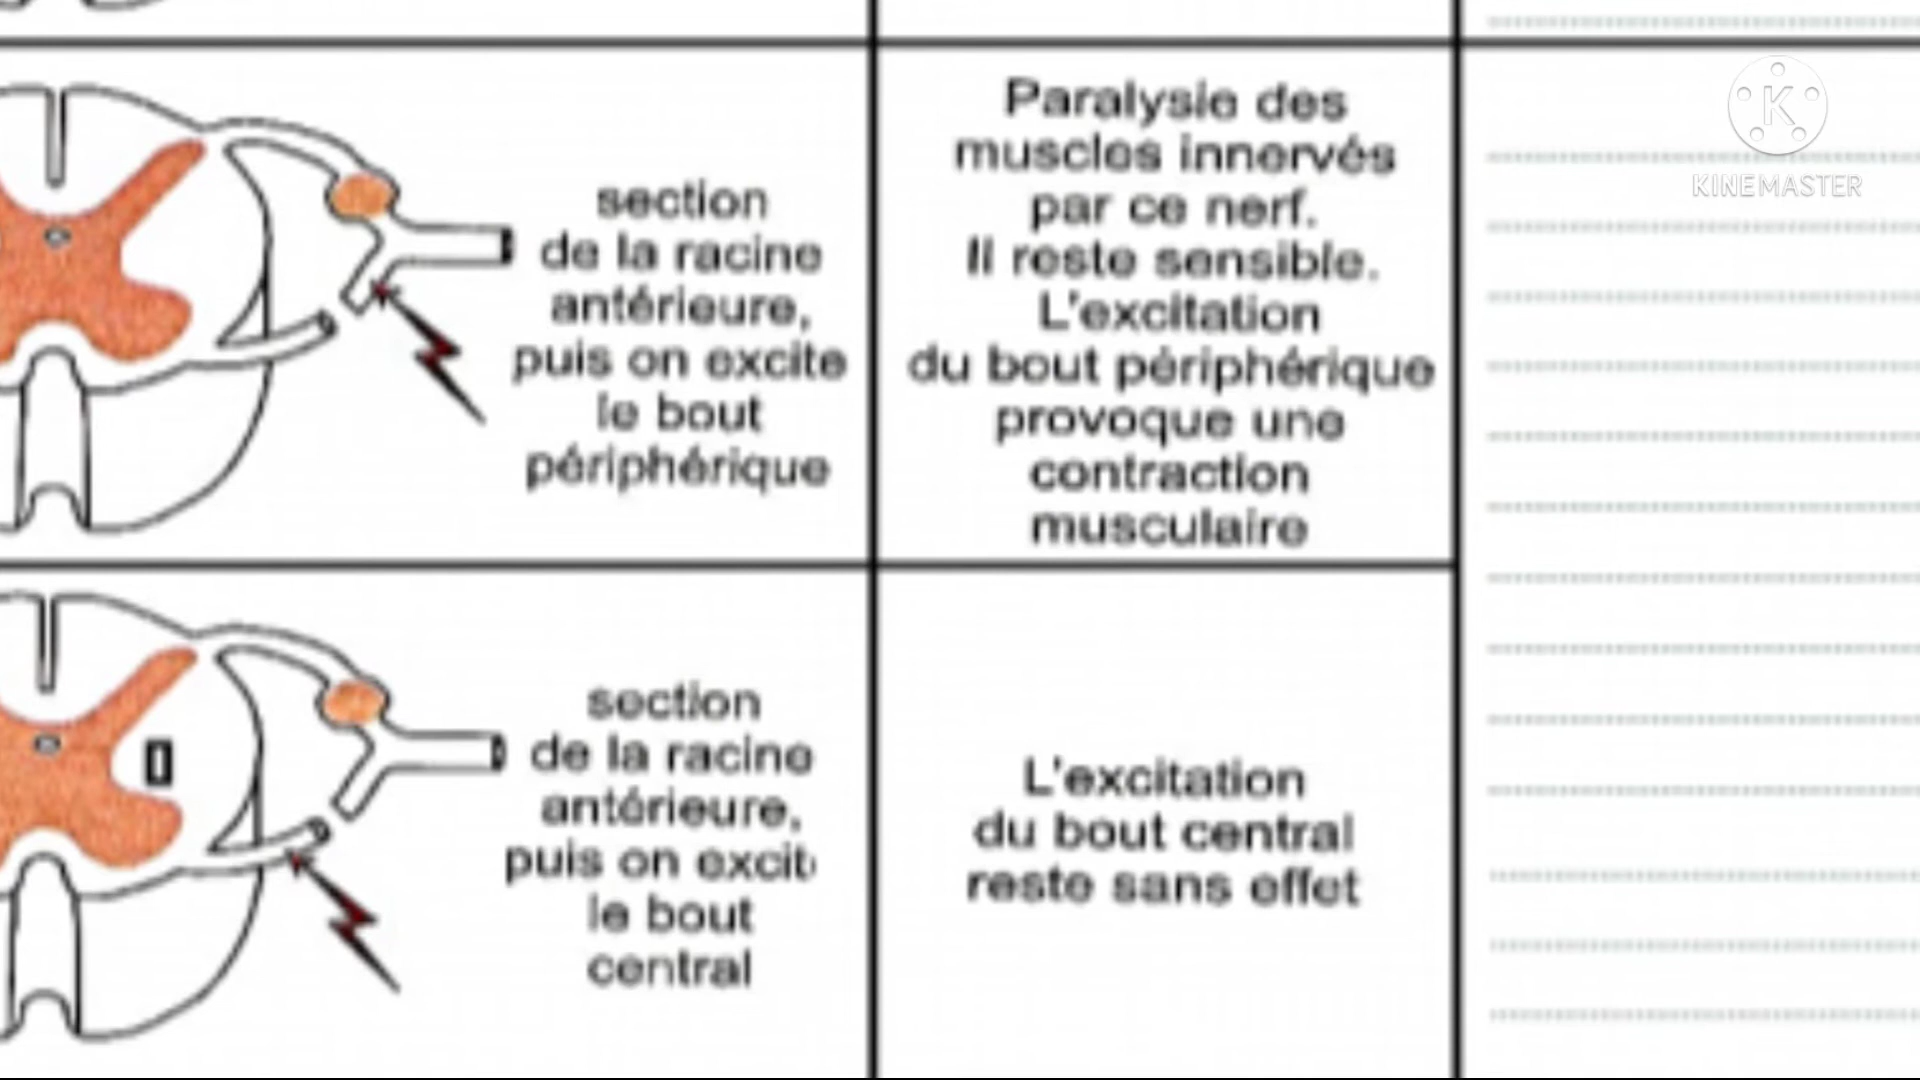 section
de la racine
antérieure,
puis on excite
le bout
périphérique
Paralysie des
muscles innervés
par ce nerf.
Il reste sensible.
L'excitation
du bout périphérique
provoque une
contraction
musculaire
KINEMASTER
section
de la racine
antérieure,
puis on excit
le bout
central
L'excitation
du bout central
reste sans effet